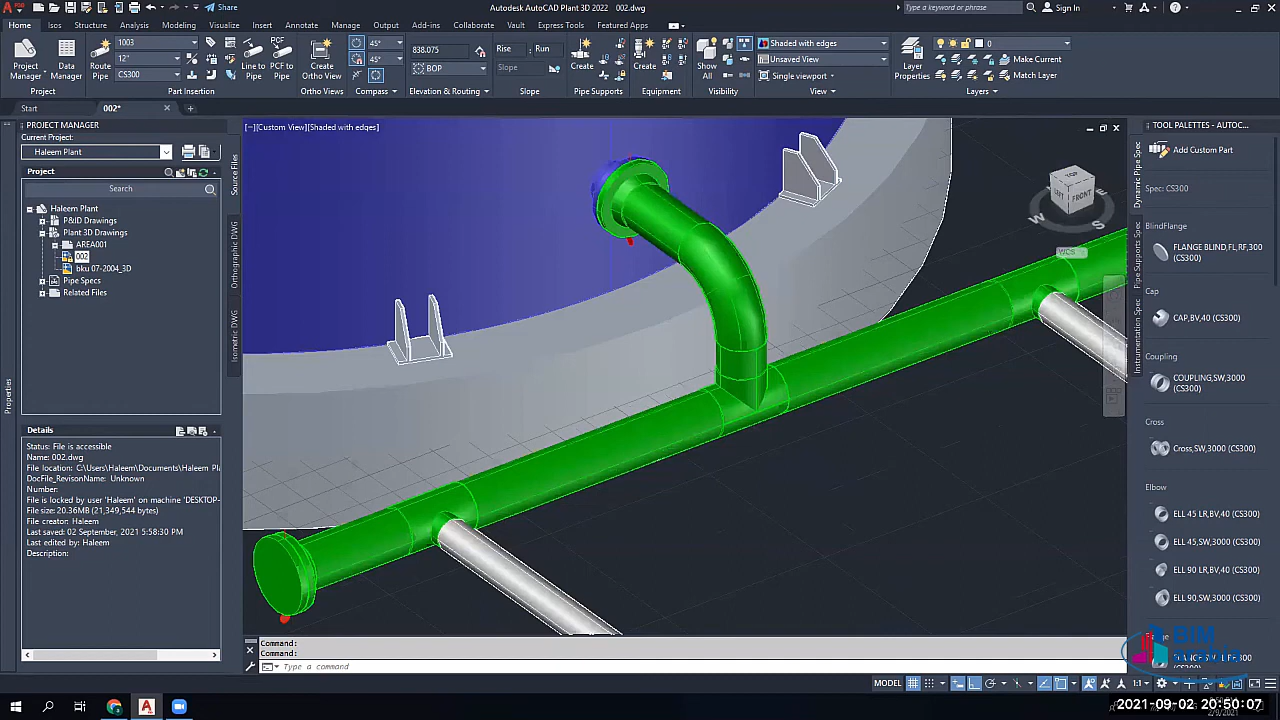 Share
Autodesk AutoCAD Plant 3D 2022 002.dwg
Type a keyword or phrase
Sign In
Home Iso Structure Analysis Modeling Visualize Insert Annotate Manage Output Add-ins Collaborate Vault Express Tools Featured Apps
Project Manager
Data Manager
Project
Route Pipe
1003
12"
CS300
Line to Pipe
PCF to Pipe
Part Insertion
Create Ortho View
Ortho Views
45°
45°
Compass
838.075
BOP
Elevation & Routing
Rise : Run
Slope
Slope
Create
Pipe Supports
Create
Equipment
Show All
Visibility
Shaded with edges
Unsaved View
Single viewport
View
Layer Properties
0
Make Current
Match Layer
Layers
Start
002*
PROJECT MANAGER
Current Project:
Haleem Plant
Project
Search
Haleem Plant
P&ID Drawings
Plant 3D Drawings
AREA001
002
bku 07-2004_3D
Pipe Specs
Related Files
Source Files
Orthographic DWG
Isometric DWG
Properties
Details
Status: File is accessible
Name: 002.dwg
File location: C:\Users\Haleem\Documents\Haleem Pl
DocFile_RevisonName: Unknown
Number:
File is locked by user 'Haleem' on machine 'DESKTOP-
File size: 20.36MB (21,349,544 bytes)
File creator: Haleem
Last saved: 02 September, 2021 5:58:30 PM
Last edited by: Haleem
Description:
[−][Custom View][Shaded with edges]
TOP
LEFT
FRONT
W
S
WCS
TOOL PALETTES - AUTOC...
Add Custom Part
Spec: CS300
BlindFlange
FLANGE BLIND,FL,RF,300 (CS300)
Cap
CAP,BV,40 (CS300)
Coupling
COUPLING,SW,3000 (CS300)
Cross
Cross,SW,3000 (CS300)
Elbow
ELL 45 LR,BV,40 (CS300)
ELL 45,SW,3000 (CS300)
ELL 90 LR,BV,40 (CS300)
ELL 90,SW,3000 (CS300)
Dynamic Pipe Spec
Pipe Supports Spec
Instrumentation Spec
BIM
Command:
Command:
Type a command
MODEL
1:1
2021-09-02 20:50:07